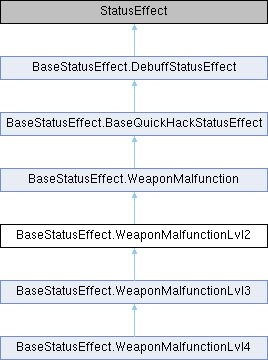 StatusEffect
BaseStatusEffect.DebuffStatusEffect
BaseStatusEffect.BaseQuickHackStatusEffect
BaseStatusEffect.WeaponMalfunction
BaseStatusEffect.WeaponMalfunctionLvl2
BaseStatusEffect.WeaponMalfunctionLvl3
BaseStatusEffect.WeaponMalfunctionLvl4